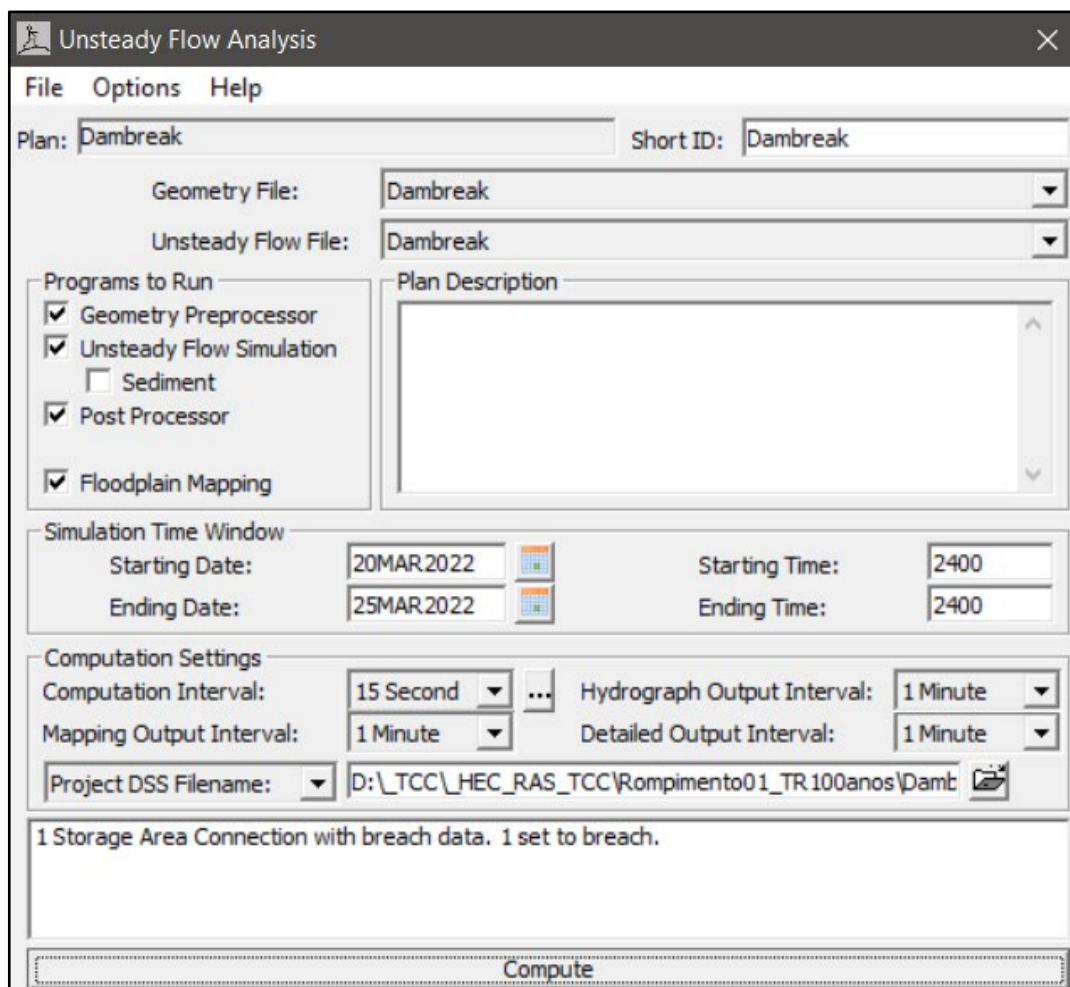 Unsteady Flow Analysis
File Options Help
Plan: Dambreak Short ID: Dambreak
Geometry File: Dambreak
Unsteady Flow File: Dambreak
Programs to Run
Geometry Preprocessor
Unsteady Flow Simulation
Sediment
Post Processor
Floodplain Mapping
Plan Description
Simulation Time Window
Starting Date: 20MAR2022 Starting Time: 2400
Ending Date: 25MAR2022 Ending Time: 2400
Computation Settings
Computation Interval: 15 Second ... Hydrograph Output Interval: 1 Minute
Mapping Output Interval: 1 Minute Detailed Output Interval: 1 Minute
Project DSS Filename: D:\_TCC\_HEC_RAS_TCC\Rompimento01_TR100anos\Damb
1 Storage Area Connection with breach data. 1 set to breach.
Compute